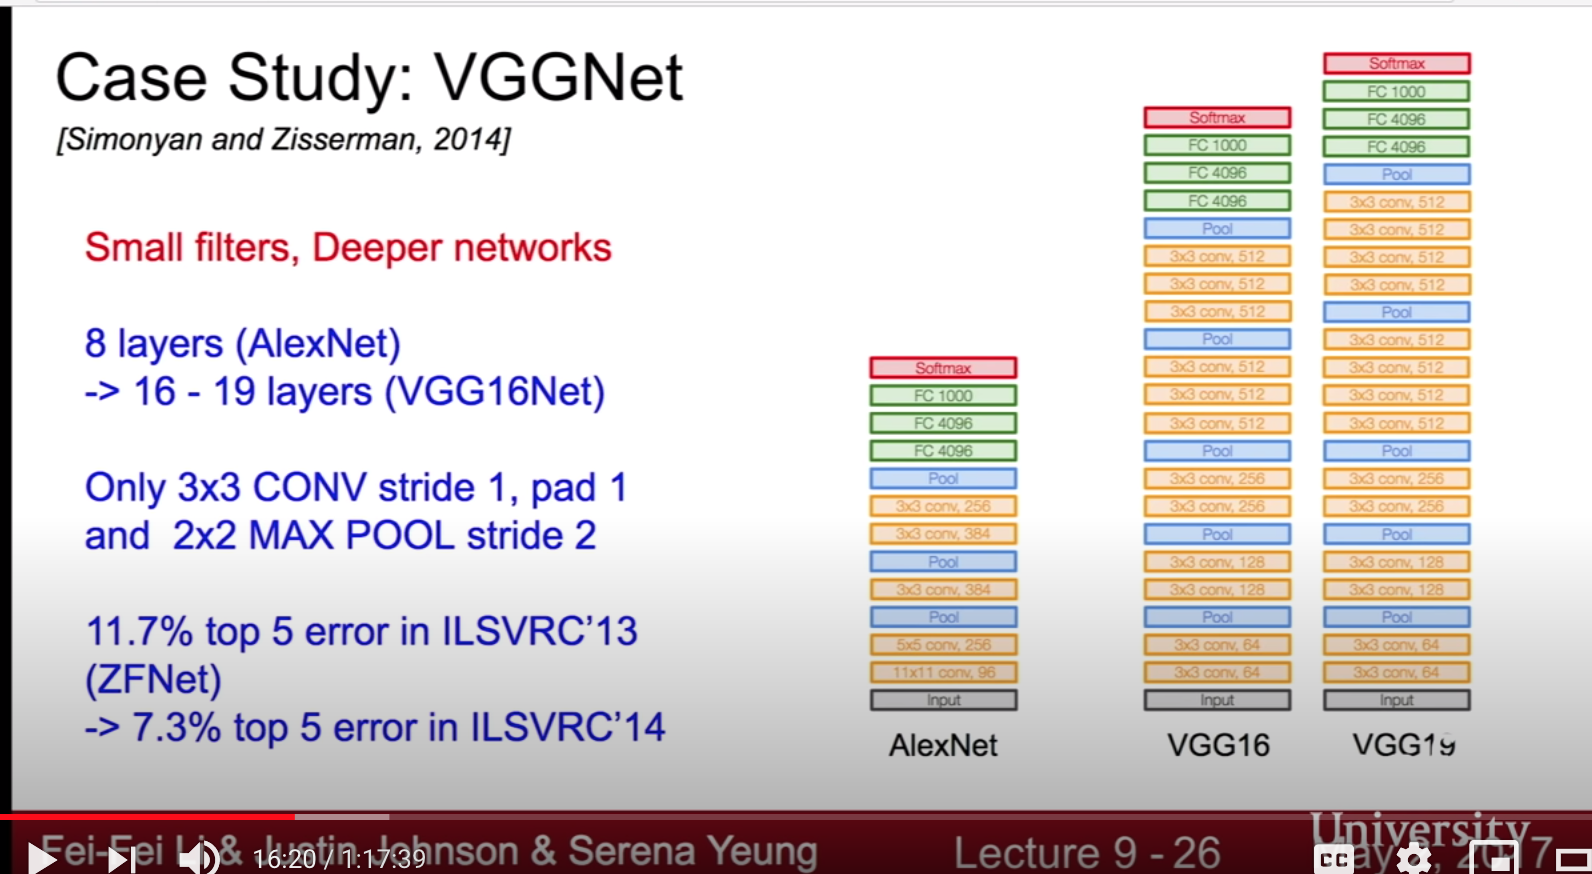 Case Study: VGGNet
[Simonyan and Zisserman, 2014]
Small filters, Deeper networks
8 layers (AlexNet)
-> 16 - 19 layers (VGG16Net)
Only 3x3 CONV stride 1, pad 1
and 2x2 MAX POOL stride 2
11.7% top 5 error in ILSVRC'13
(ZFNet)
-> 7.3% top 5 error in ILSVRC'14
Softmax
FC 1000
FC 4096
FC 4096
Pool
3x3 conv, 256
3x3 conv, 384
Pool
3x3 conv, 384
Pool
5x5 conv, 256
11x11 conv, 96
Input
AlexNet
Softmax
FC 1000
FC 4096
FC 4096
Pool
3x3 conv, 512
3x3 conv, 512
3x3 conv, 512
Pool
3x3 conv, 512
3x3 conv, 512
3x3 conv, 512
Pool
3x3 conv, 256
3x3 conv, 256
Pool
3x3 conv, 128
3x3 conv, 128
Pool
3x3 conv, 64
3x3 conv, 64
Input
VGG16
Softmax
FC 1000
FC 4096
FC 4096
Pool
3x3 conv, 512
3x3 conv, 512
3x3 conv, 512
3x3 conv, 512
Pool
3x3 conv, 512
3x3 conv, 512
3x3 conv, 512
3x3 conv, 512
Pool
3x3 conv, 256
3x3 conv, 256
Pool
3x3 conv, 128
3x3 conv, 128
Pool
3x3 conv, 64
3x3 conv, 64
Input
VGG19
Fei-Fei Li & Justin Johnson & Serena Yeung
Lecture 9 - 26
University
16:20 / 1:17:39
CC